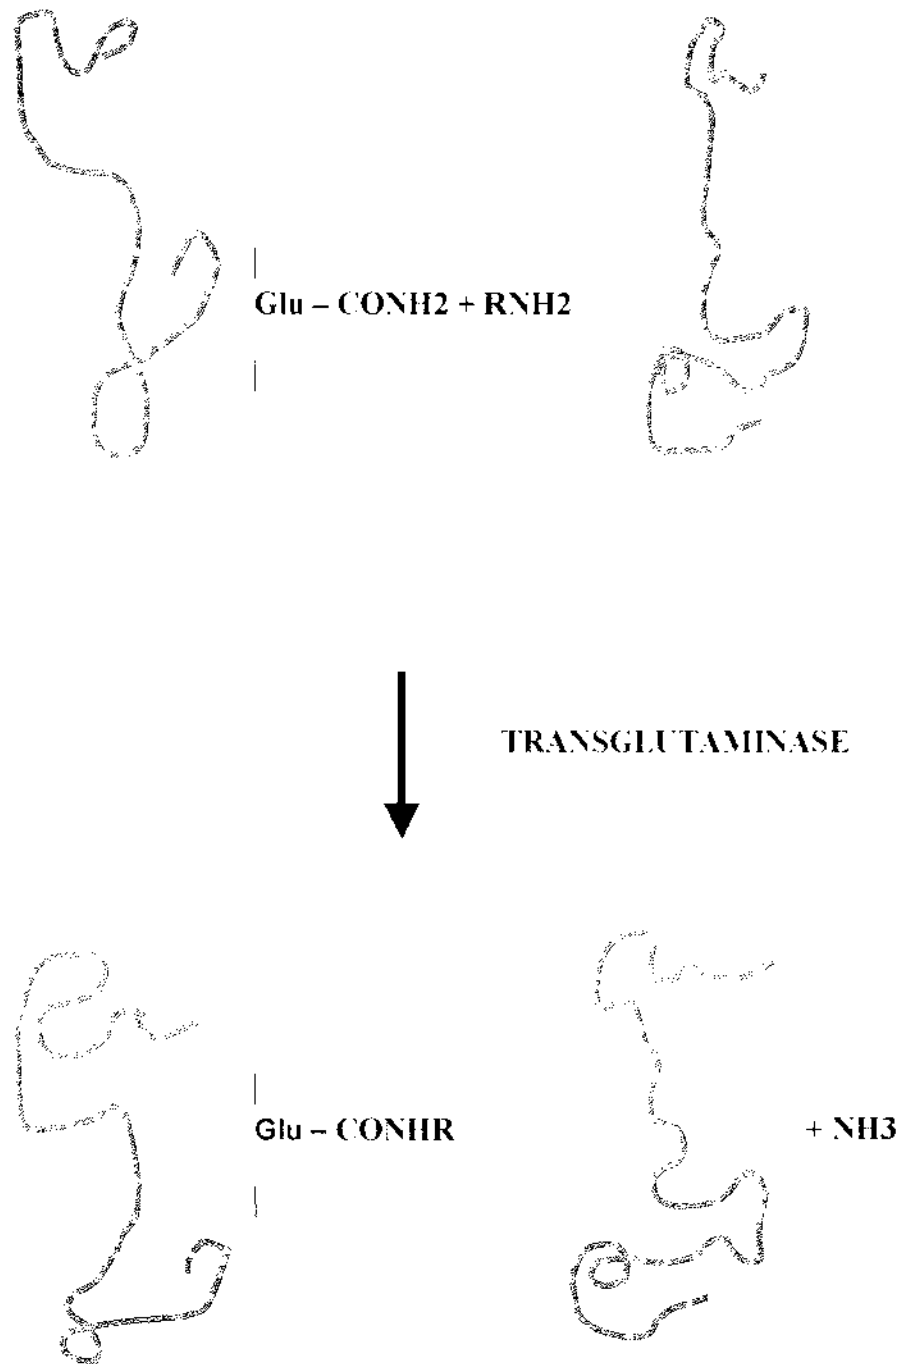 Glu – CONH2 + RNH2
TRANSGLUTAMINASE
Glu – CONHR
+ NH3